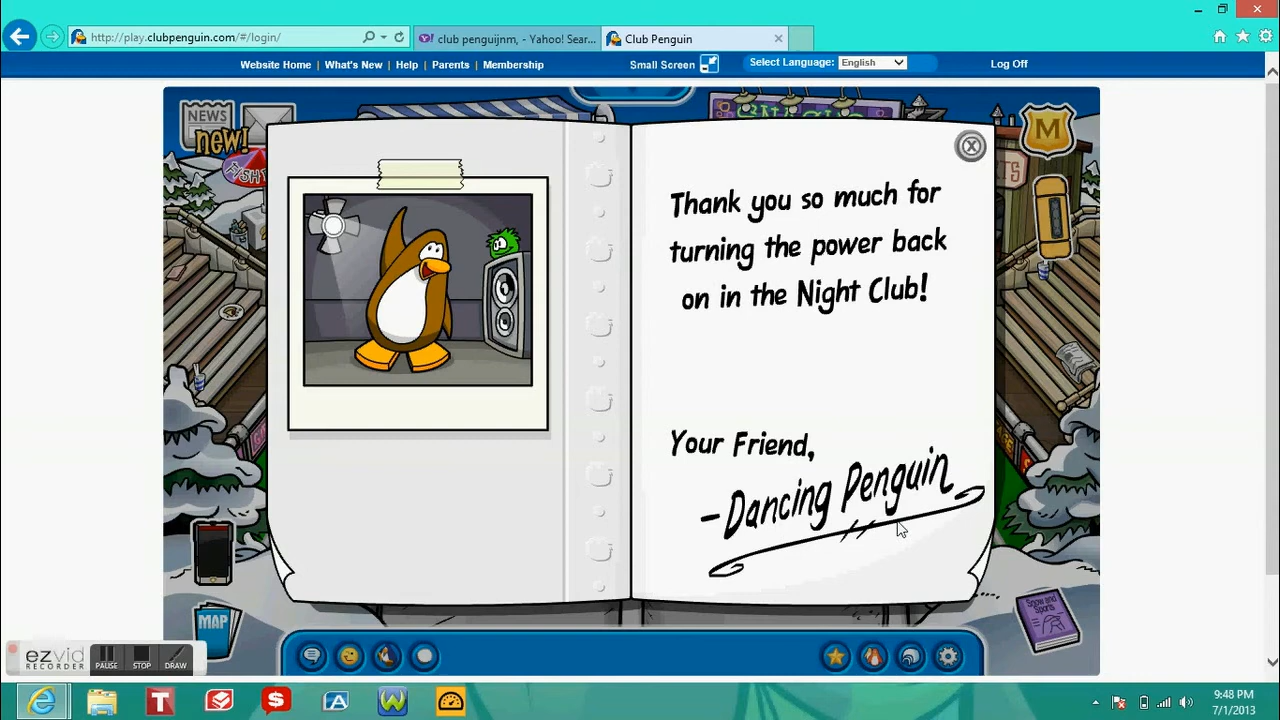 http://play.clubpenguin.com/#/login/
club penguijnm, - Yahoo! Sear...
Club Penguin
Website Home | What's New | Help | Parents | Membership
Small Screen
Select Language: English
Log Off
NEWS
new!
M
Thank you so much for
turning the power back
on in the Night Club!
Your Friend,
-Dancing Penguin
MAP
Snow and
Sports
ezvid
RECORDER
PAUSE
STOP
DRAW
9:48 PM
7/1/2013